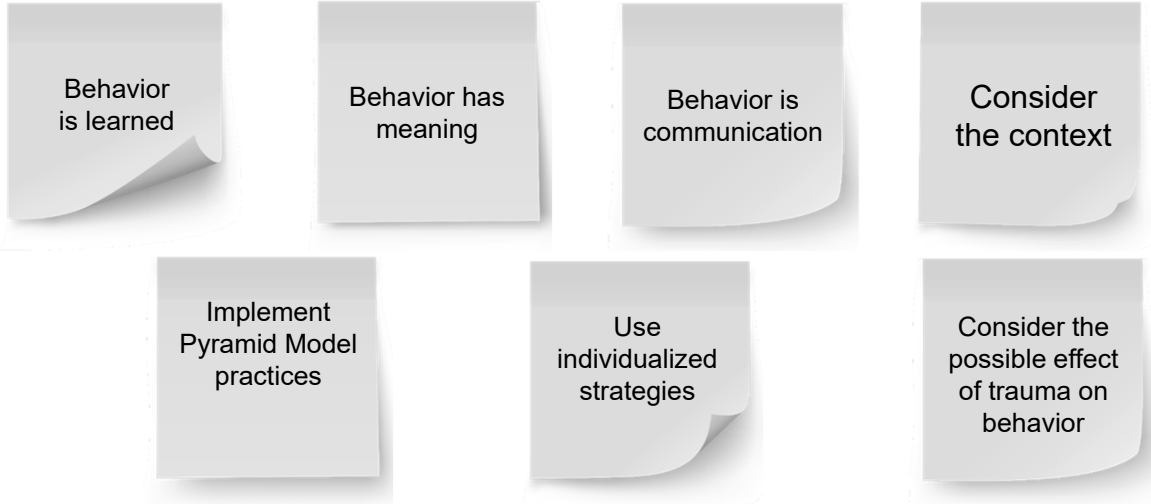 Behavior
is learned
Behavior has
meaning
Behavior is
communication
Consider
the context
Implement
Pyramid Model
practices
Use
individualized
strategies
Consider the
possible effect
of trauma on
behavior